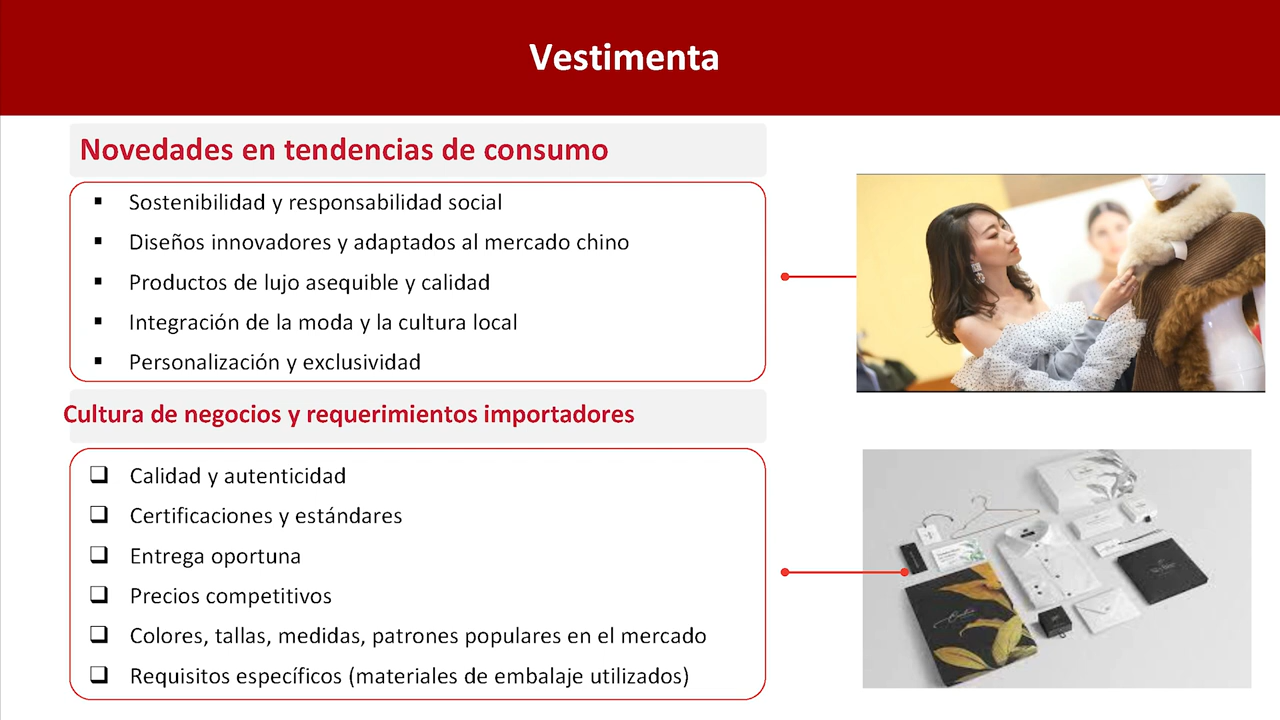 Vestimenta
Novedades en tendencias de consumo
▪ Sostenibilidad y responsabilidad social
▪ Diseños innovadores y adaptados al mercado chino
▪ Productos de lujo asequible y calidad
▪ Integración de la moda y la cultura local
▪ Personalización y exclusividad
Cultura de negocios y requerimientos importadores
❑ Calidad y autenticidad
❑ Certificaciones y estándares
❑ Entrega oportuna
❑ Precios competitivos
❑ Colores, tallas, medidas, patrones populares en el mercado
❑ Requisitos específicos (materiales de embalaje utilizados)